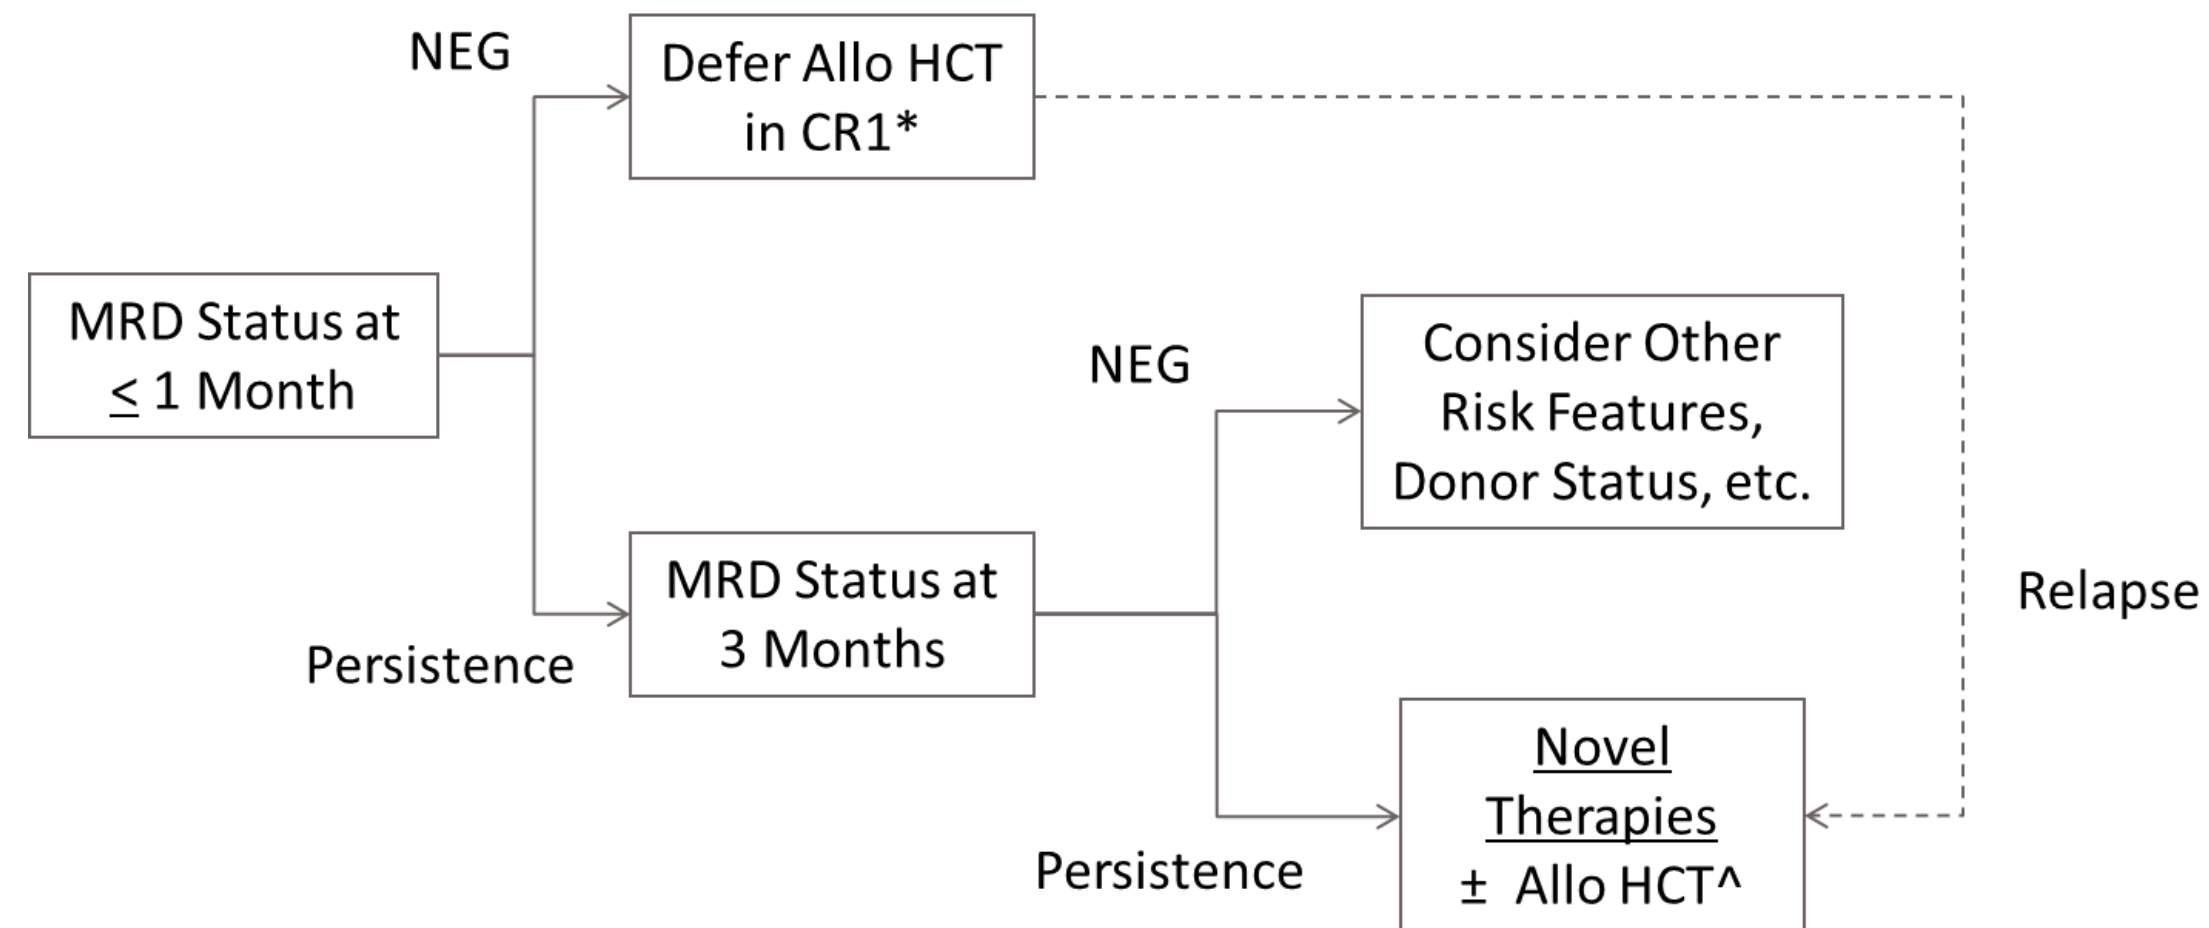 NEG
Defer Allo HCT
in CR1*
MRD Status at
≤ 1 Month
NEG
Consider Other
Risk Features,
Donor Status, etc.
MRD Status at
3 Months
Relapse
Persistence
Novel
Therapies
± Allo HCT^
Persistence